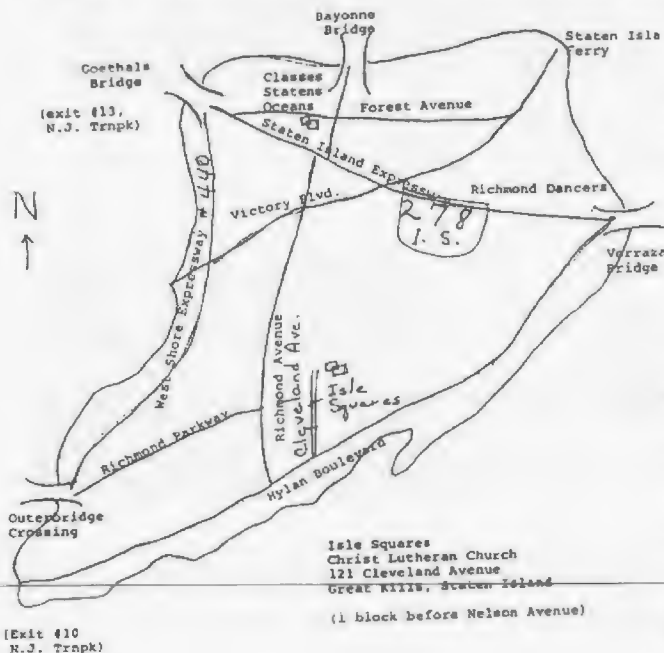 Bayonne
Bridge
Staten Isla
Ferry
Goethals
Bridge
Classes
Statens
Oceans
Forest Avenue
(exit #13,
N.J. Trnpk)
Staten Island Expressway
Richmond Dancers
N
Victory Blvd.
278
I. S.
Verraza
Bridge
West Shore Expressway
440
Richmond Avenue
Cleveland Ave.
Isle
Squares
Richmond Parkway
Hylan Boulevard
Outerbridge
Crossing
Isle Squares
Christ Lutheran Church
121 Cleveland Avenue
Great Kills, Staten Island
(1 block before Nelson Avenue)
(Exit #10
N.J. Trnpk)